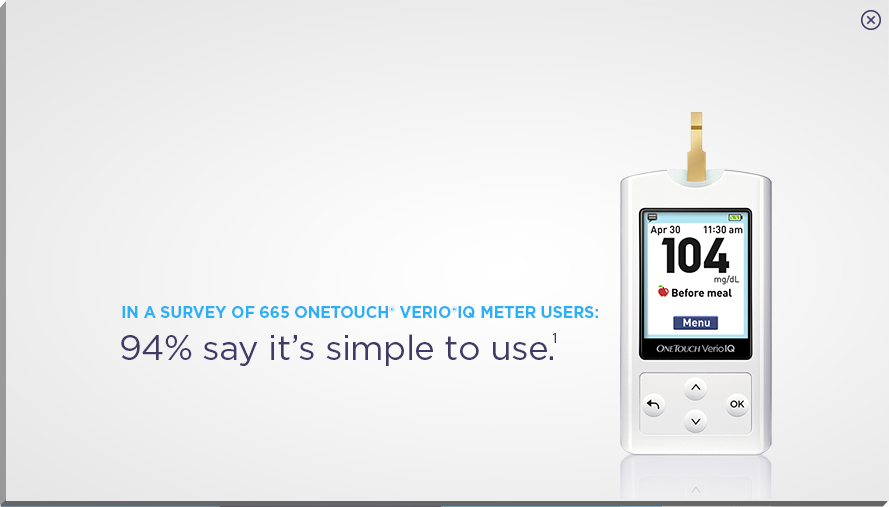 IN A SURVEY OF 665 ONETOUCH® VERIO®IQ METER USERS:
94% say it's simple to use.¹
Apr 30 11:30 am
104
mg/dL
Before meal
Menu
ONETOUCH VerioIQ
OK